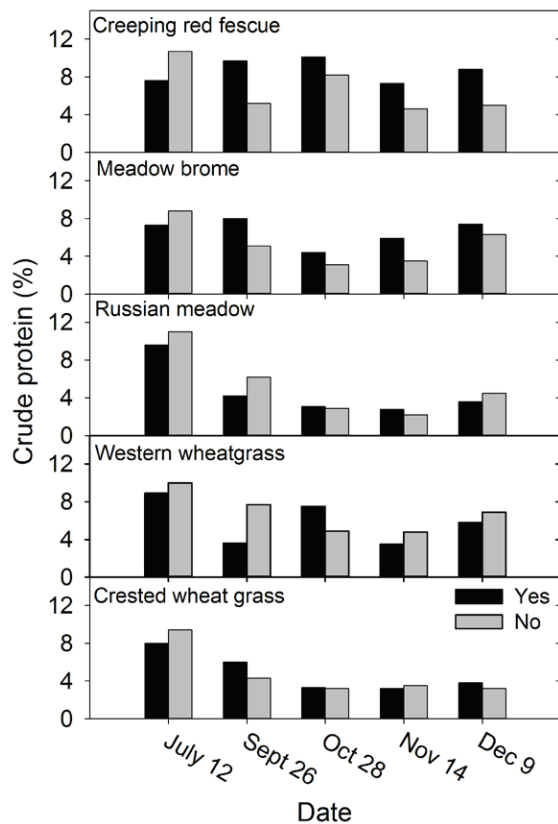 Creeping red fescue
12
8
4
0
Meadow brome
12
8
4
0
Russian meadow
12
8
4
0
Western wheatgrass
12
8
4
0
Crested wheat grass
12
8
4
0
Yes
No
Crude protein (%)
July 12
Sept 26
Oct 28
Nov 14
Dec 9
Date